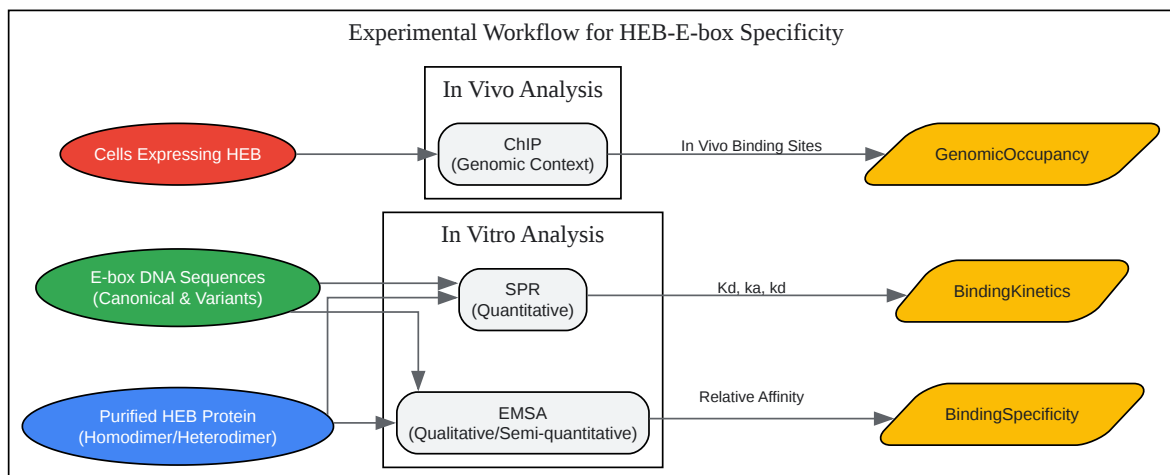 Experimental Workflow for HEB-E-box Specificity
In Vivo Analysis
Cells Expressing HEB
ChIP
(Genomic Context)
In Vivo Binding Sites
GenomicOccupancy
In Vitro Analysis
E-box DNA Sequences
(Canonical & Variants)
SPR
(Quantitative)
Kd, ka, kd
BindingKinetics
Purified HEB Protein
(Homodimer/Heterodimer)
EMSA
(Qualitative/Semi-quantitative)
Relative Affinity
BindingSpecificity